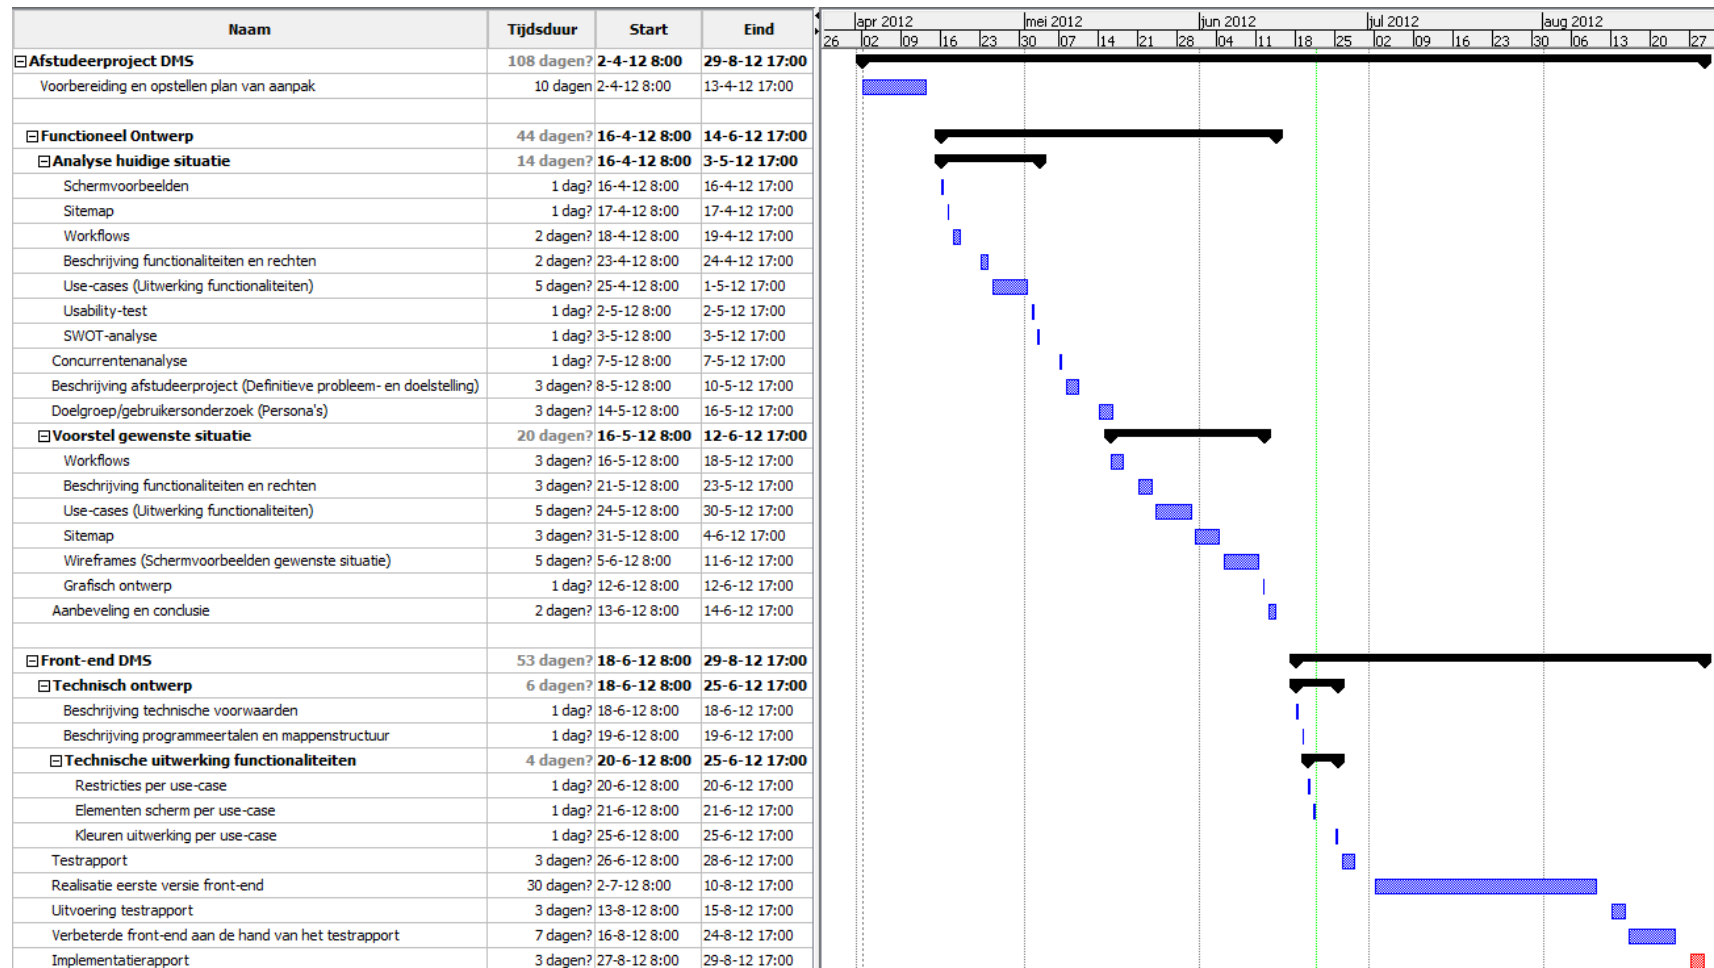 Naam Tijdsduur Start Eind
apr 2012 mei 2012 jun 2012 jul 2012 aug 2012
26 02 09 16 23 30 07 14 21 28 04 11 18 25 02 09 16 23 30 06 13 20 27
Afstudeerproject DMS 108 dagen? 2-4-12 8:00 29-8-12 17:00
Voorbereiding en opstellen plan van aanpak 10 dagen 2-4-12 8:00 13-4-12 17:00
Functioneel Ontwerp 44 dagen? 16-4-12 8:00 14-6-12 17:00
Analyse huidige situatie 14 dagen? 16-4-12 8:00 3-5-12 17:00
Schermvoorbeelden 1 dag? 16-4-12 8:00 16-4-12 17:00
Sitemap 1 dag? 17-4-12 8:00 17-4-12 17:00
Workflows 2 dagen? 18-4-12 8:00 19-4-12 17:00
Beschrijving functionaliteiten en rechten 2 dagen? 23-4-12 8:00 24-4-12 17:00
Use-cases (Uitwerking functionaliteiten) 5 dagen? 25-4-12 8:00 1-5-12 17:00
Usability-test 1 dag? 2-5-12 8:00 2-5-12 17:00
SWOT-analyse 1 dag? 3-5-12 8:00 3-5-12 17:00
Concurrentenanalyse 1 dag? 7-5-12 8:00 7-5-12 17:00
Beschrijving afstudeerproject (Definitieve probleem- en doelstelling) 3 dagen? 8-5-12 8:00 10-5-12 17:00
Doelgroep/gebruikersonderzoek (Persona's) 3 dagen? 14-5-12 8:00 16-5-12 17:00
Voorstel gewenste situatie 20 dagen? 16-5-12 8:00 12-6-12 17:00
Workflows 3 dagen? 16-5-12 8:00 18-5-12 17:00
Beschrijving functionaliteiten en rechten 3 dagen? 21-5-12 8:00 23-5-12 17:00
Use-cases (Uitwerking functionaliteiten) 5 dagen? 24-5-12 8:00 30-5-12 17:00
Sitemap 3 dagen? 31-5-12 8:00 4-6-12 17:00
Wireframes (Schermvoorbeelden gewenste situatie) 5 dagen? 5-6-12 8:00 11-6-12 17:00
Grafisch ontwerp 1 dag? 12-6-12 8:00 12-6-12 17:00
Aanbeveling en conclusie 2 dagen? 13-6-12 8:00 14-6-12 17:00
Front-end DMS 53 dagen? 18-6-12 8:00 29-8-12 17:00
Technisch ontwerp 6 dagen? 18-6-12 8:00 25-6-12 17:00
Beschrijving technische voorwaarden 1 dag? 18-6-12 8:00 18-6-12 17:00
Beschrijving programmeertalen en mappenstructuur 1 dag? 19-6-12 8:00 19-6-12 17:00
Technische uitwerking functionaliteiten 4 dagen? 20-6-12 8:00 25-6-12 17:00
Restricties per use-case 1 dag? 20-6-12 8:00 20-6-12 17:00
Elementen scherm per use-case 1 dag? 21-6-12 8:00 21-6-12 17:00
Kleuren uitwerking per use-case 1 dag? 25-6-12 8:00 25-6-12 17:00
Testrapport 3 dagen? 26-6-12 8:00 28-6-12 17:00
Realisatie eerste versie front-end 30 dagen? 2-7-12 8:00 10-8-12 17:00
Uitvoering testrapport 3 dagen? 13-8-12 8:00 15-8-12 17:00
Verbeterde front-end aan de hand van het testrapport 7 dagen? 16-8-12 8:00 24-8-12 17:00
Implementatierapport 3 dagen? 27-8-12 8:00 29-8-12 17:00